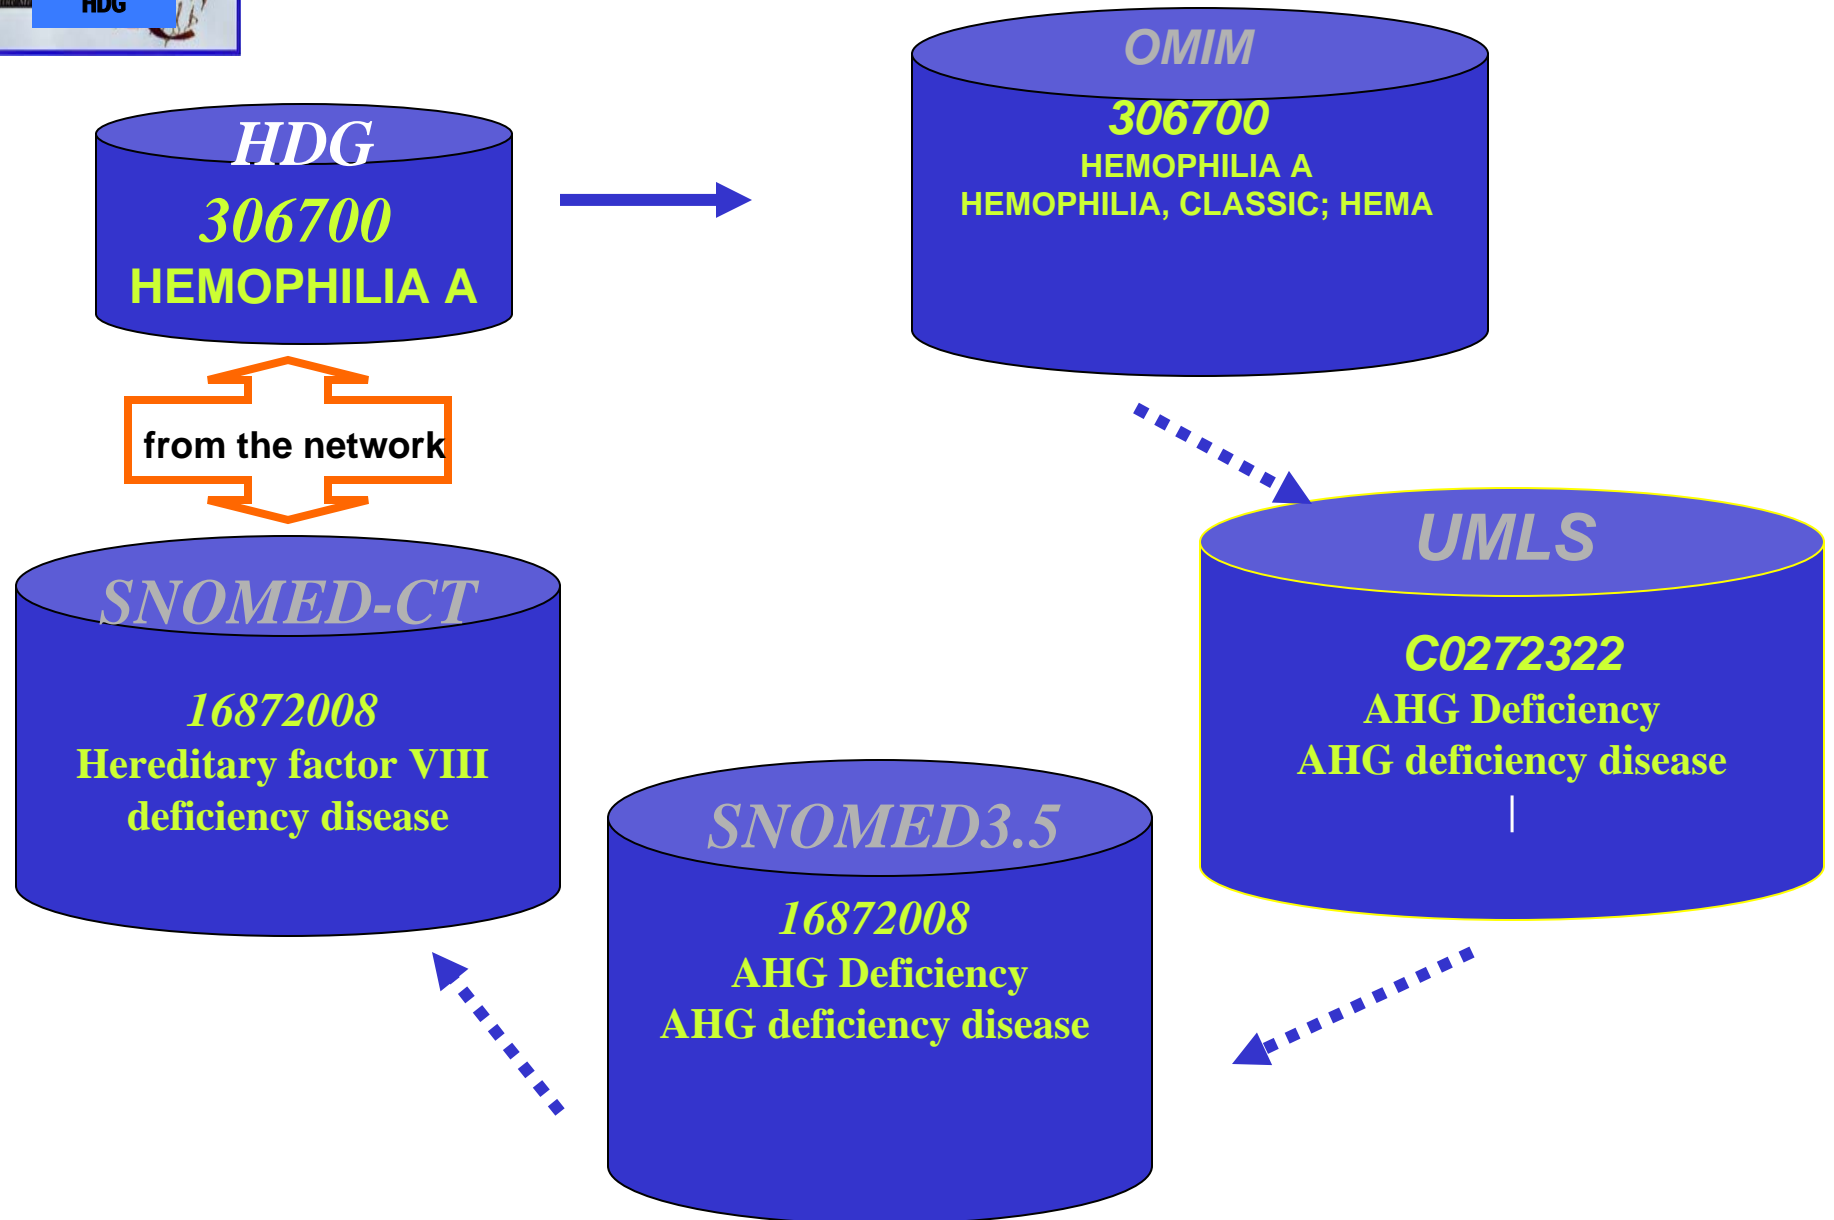 HDG
OMIM
306700
HEMOPHILIA A
HEMOPHILIA, CLASSIC; HEMA
HDG
306700
HEMOPHILIA A
from the network
UMLS
C0272322
AHG Deficiency
AHG deficiency disease
|
SNOMED-CT
16872008
Hereditary factor VIII
deficiency disease
SNOMED3.5
16872008
AHG Deficiency
AHG deficiency disease